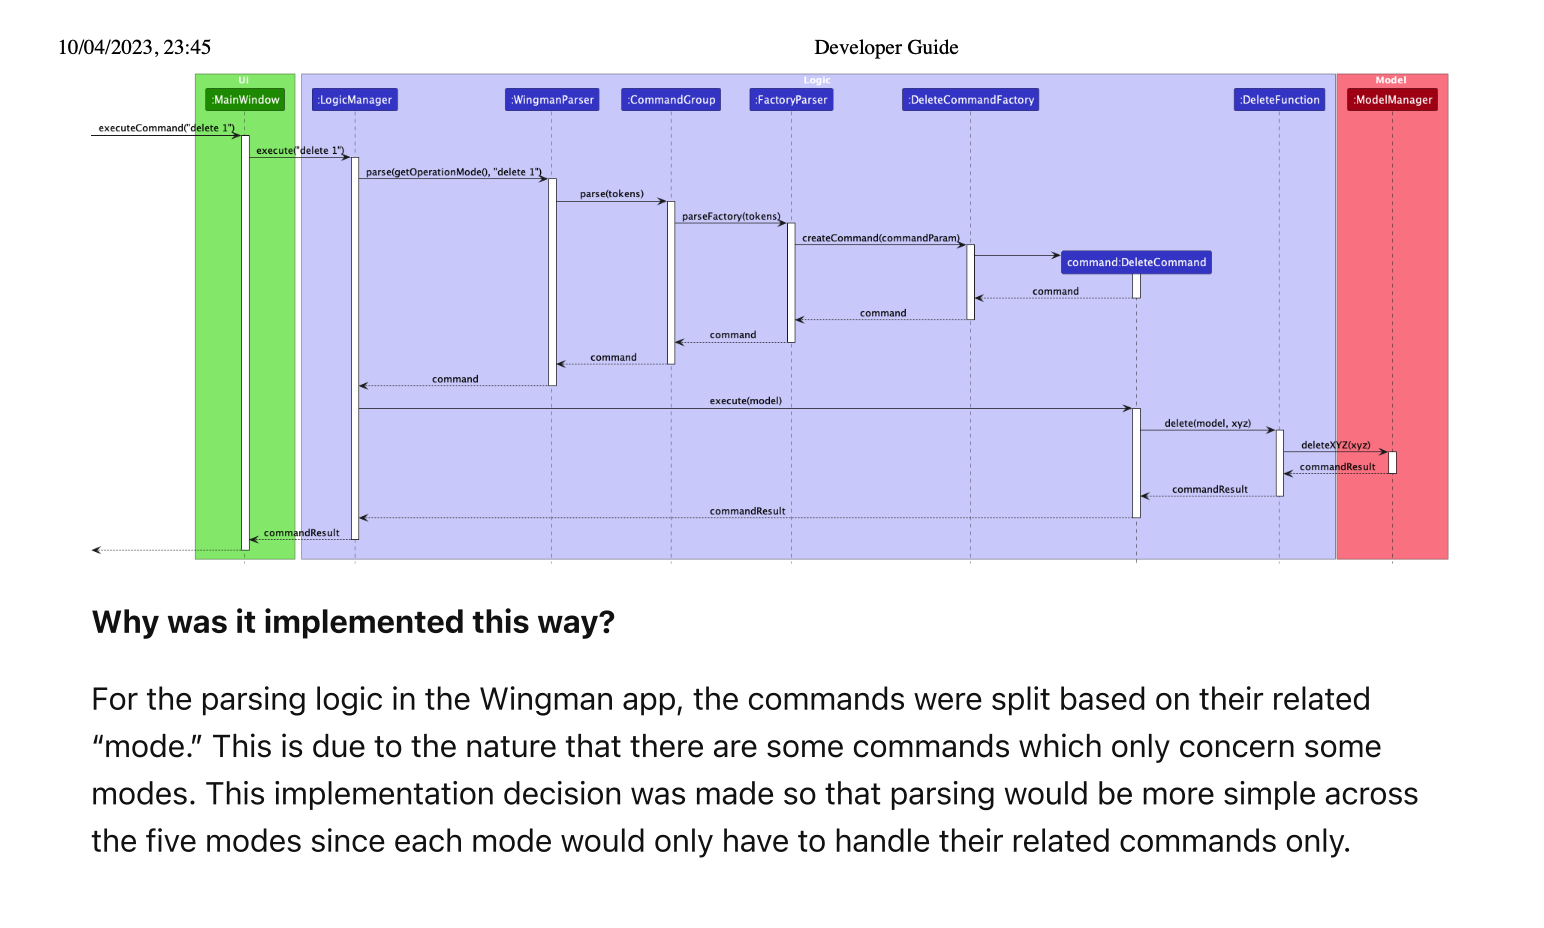 10/04/2023, 23:45 Developer Guide
Ui Logic Model
:MainWindow :LogicManager :WingmanParser :CommandGroup :FactoryParser :DeleteCommandFactory :DeleteFunction :ModelManager
executeCommand("delete 1")
execute("delete 1")
parse(getOperationMode(), "delete 1")
parse(tokens)
parseFactory(tokens)
createCommand(commandParam)
command:DeleteCommand
command
command
command
command
command
execute(model)
delete(model, xyz)
deleteXYZ(xyz)
commandResult
commandResult
commandResult
commandResult
Why was it implemented this way?
For the parsing logic in the Wingman app, the commands were split based on their related
“mode.” This is due to the nature that there are some commands which only concern some
modes. This implementation decision was made so that parsing would be more simple across
the five modes since each mode would only have to handle their related commands only.